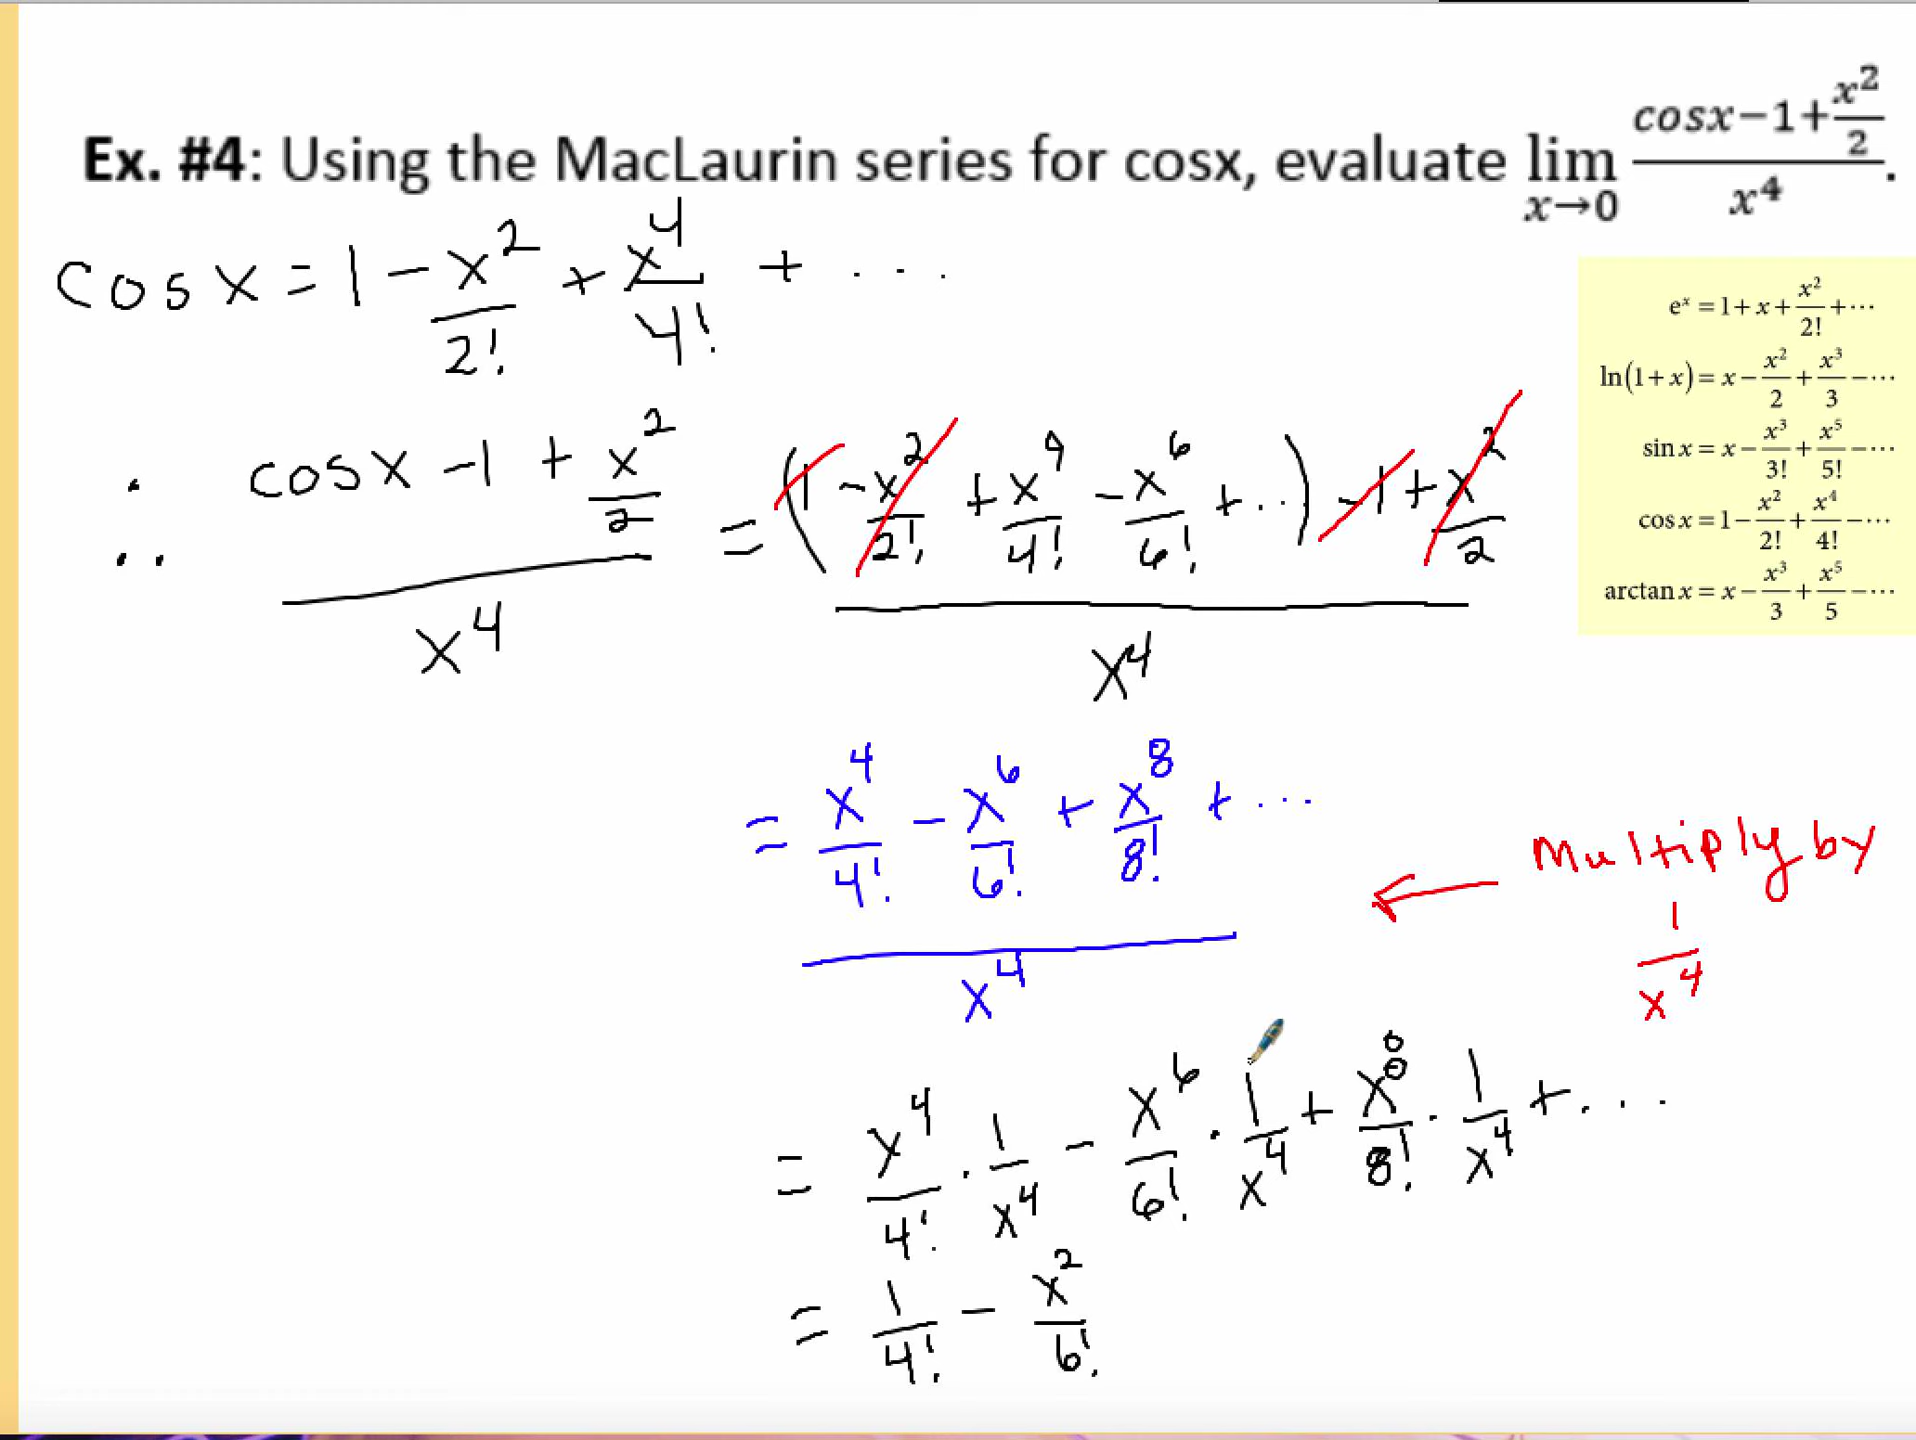 Ex. #4: Using the MacLaurin series for cosx, evaluate lim x→0 (cosx−1+x²/2)/x⁴.
cos x = 1 - x²/2! + x⁴/4! + ...
eˣ = 1 + x + x²/2! + ⋯
ln(1+x) = x − x²/2 + x³/3 − ⋯
sin x = x − x³/3! + x⁵/5! − ⋯
cos x = 1 − x²/2! + x⁴/4! − ⋯
arctan x = x − x³/3 + x⁵/5 − ⋯
∴ (cos x - 1 + x²/2)/x⁴ = ((1 - x²/2! + x⁴/4! - x⁶/6! + ..) - 1 + x²/2)/x⁴
= (x⁴/4! - x⁶/6! + x⁸/8! + ...)/x⁴
← Multiply by
1/x⁴
= x⁴/4! · 1/x⁴ - x⁶/6! · 1/x⁴ + x⁸/8! · 1/x⁴ + ....
= 1/4! - x²/6!